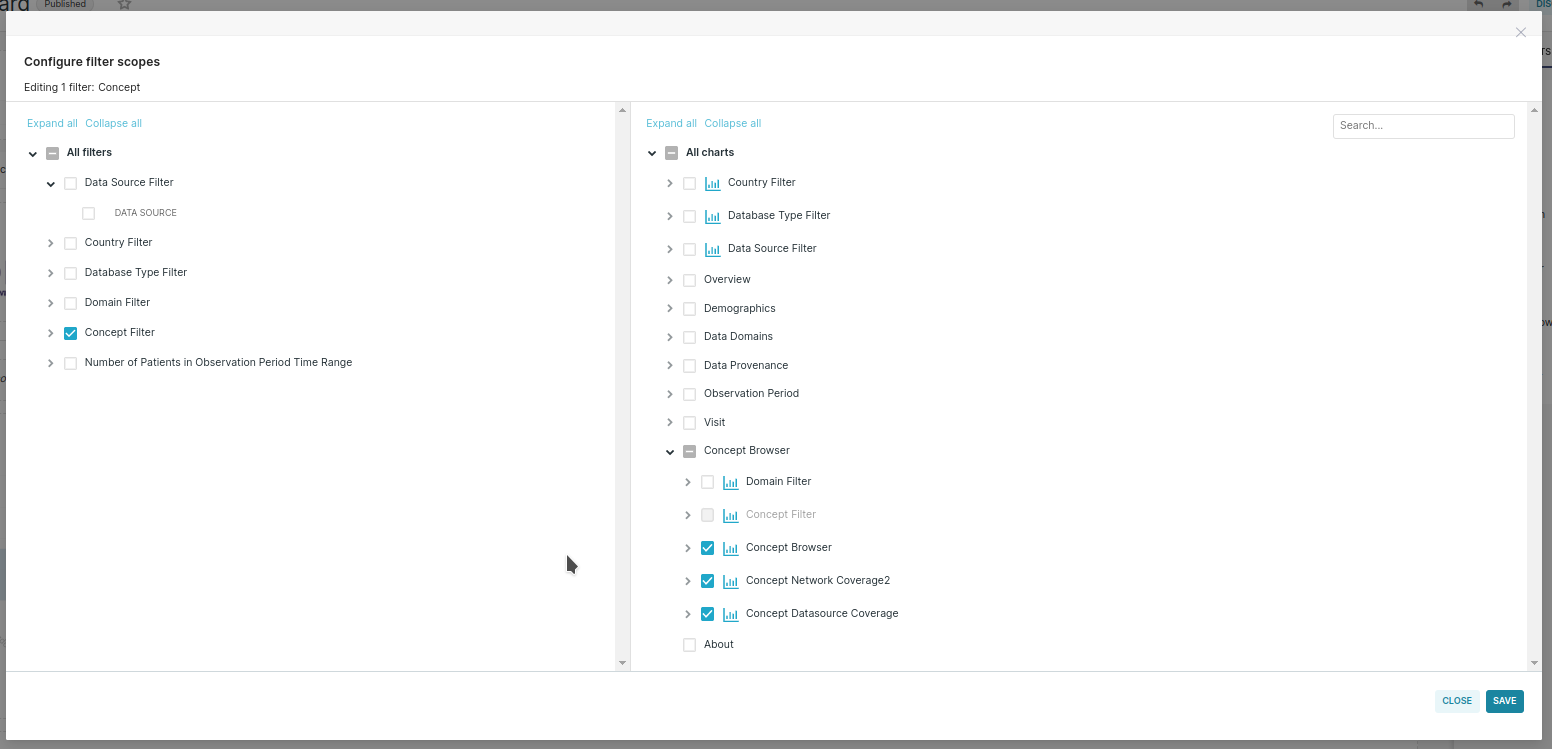 ard Published
DIS
Configure filter scopes
Editing 1 filter: Concept
Expand all Collapse all
All filters
Data Source Filter
DATA SOURCE
Country Filter
Database Type Filter
Domain Filter
Concept Filter
Number of Patients in Observation Period Time Range
Expand all Collapse all
Search...
All charts
Country Filter
Database Type Filter
Data Source Filter
Overview
Demographics
Data Domains
Data Provenance
Observation Period
Visit
Concept Browser
Domain Filter
Concept Filter
Concept Browser
Concept Network Coverage2
Concept Datasource Coverage
About
CLOSE SAVE